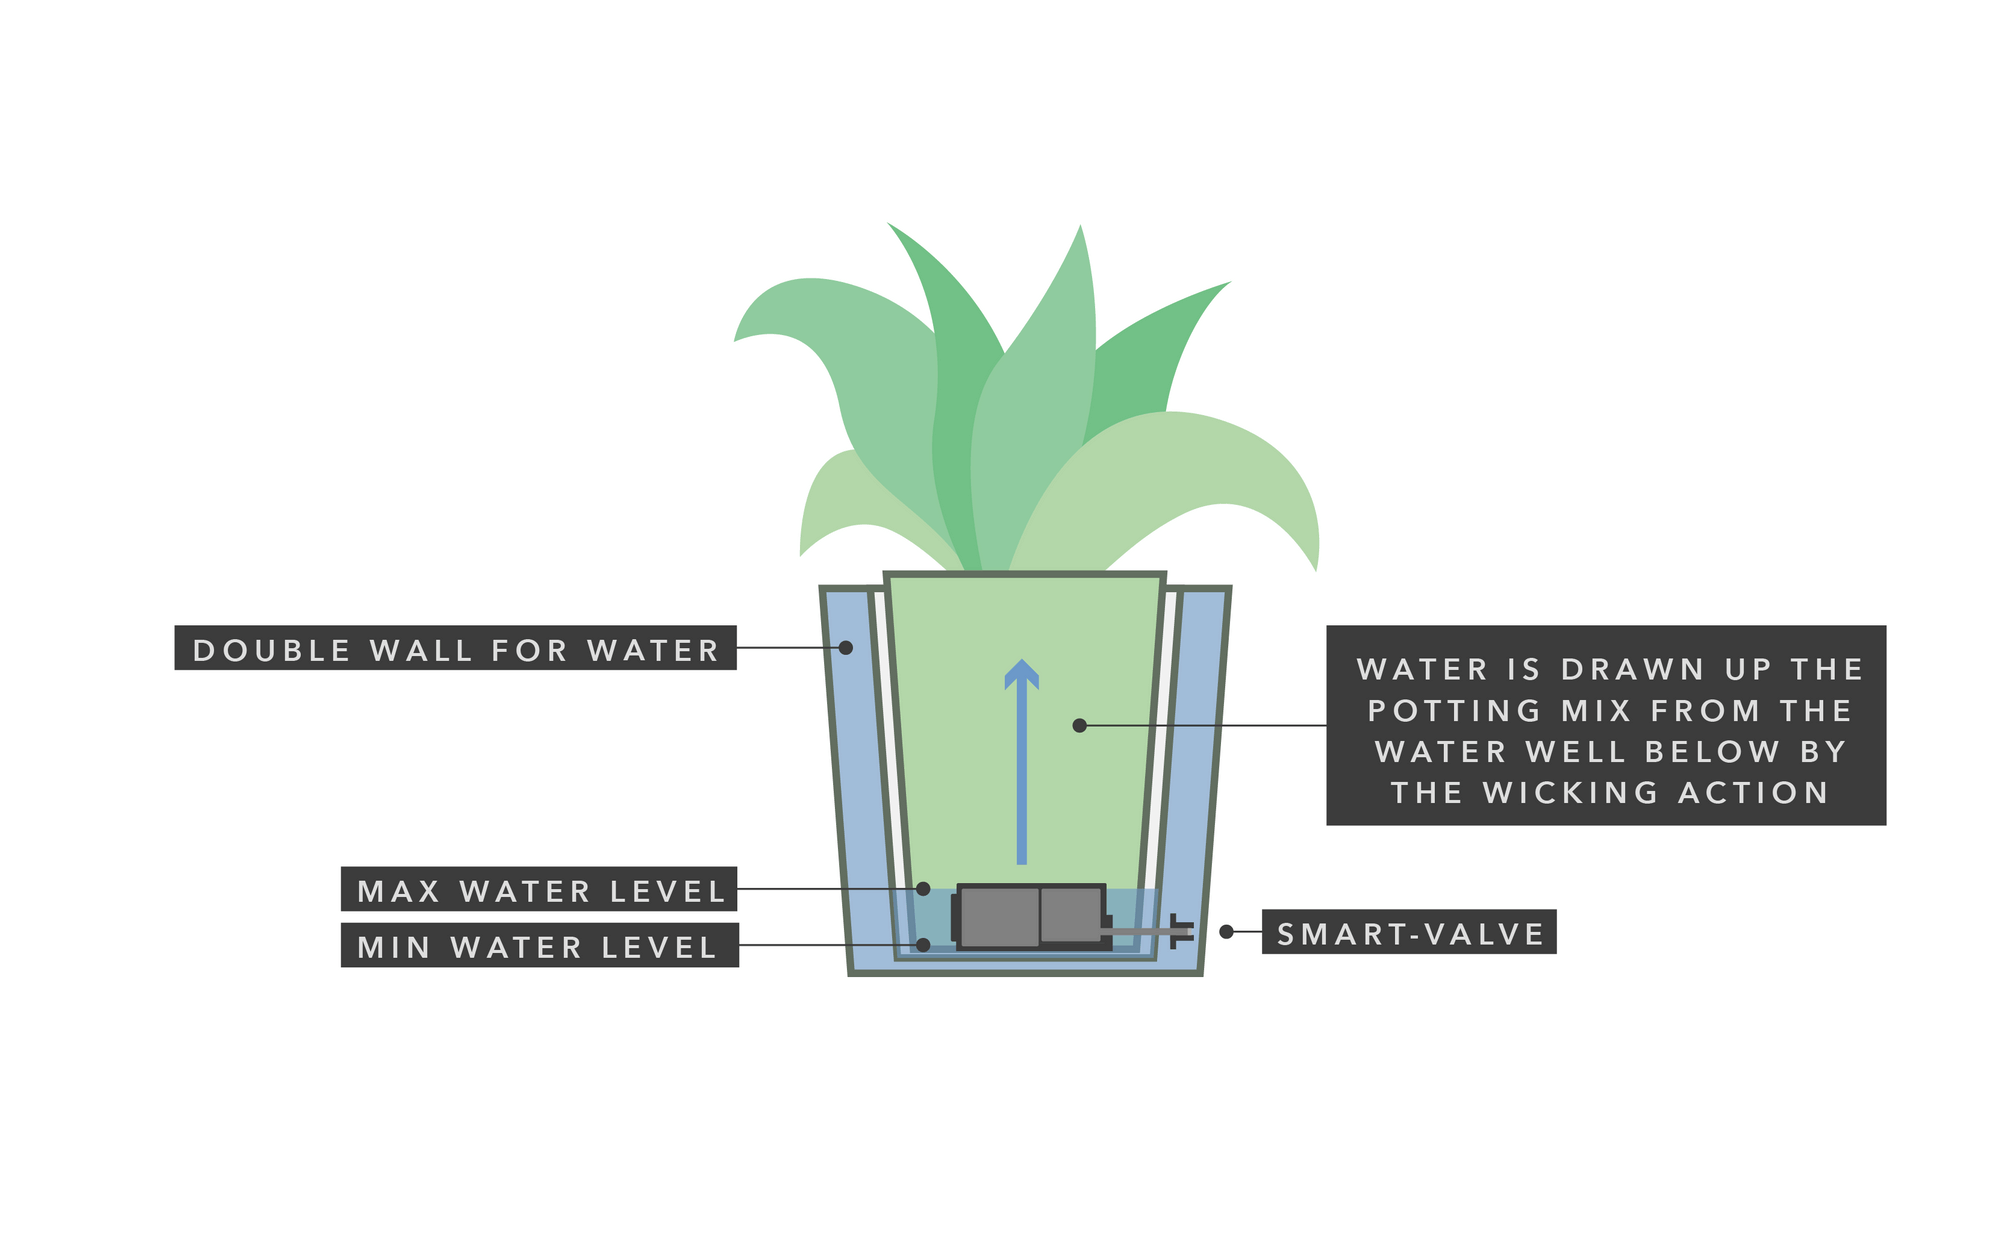 DOUBLE WALL FOR WATER
WATER IS DRAWN UP THE
POTTING MIX FROM THE
WATER WELL BELOW BY
THE WICKING ACTION
MAX WATER LEVEL
MIN WATER LEVEL
SMART-VALVE